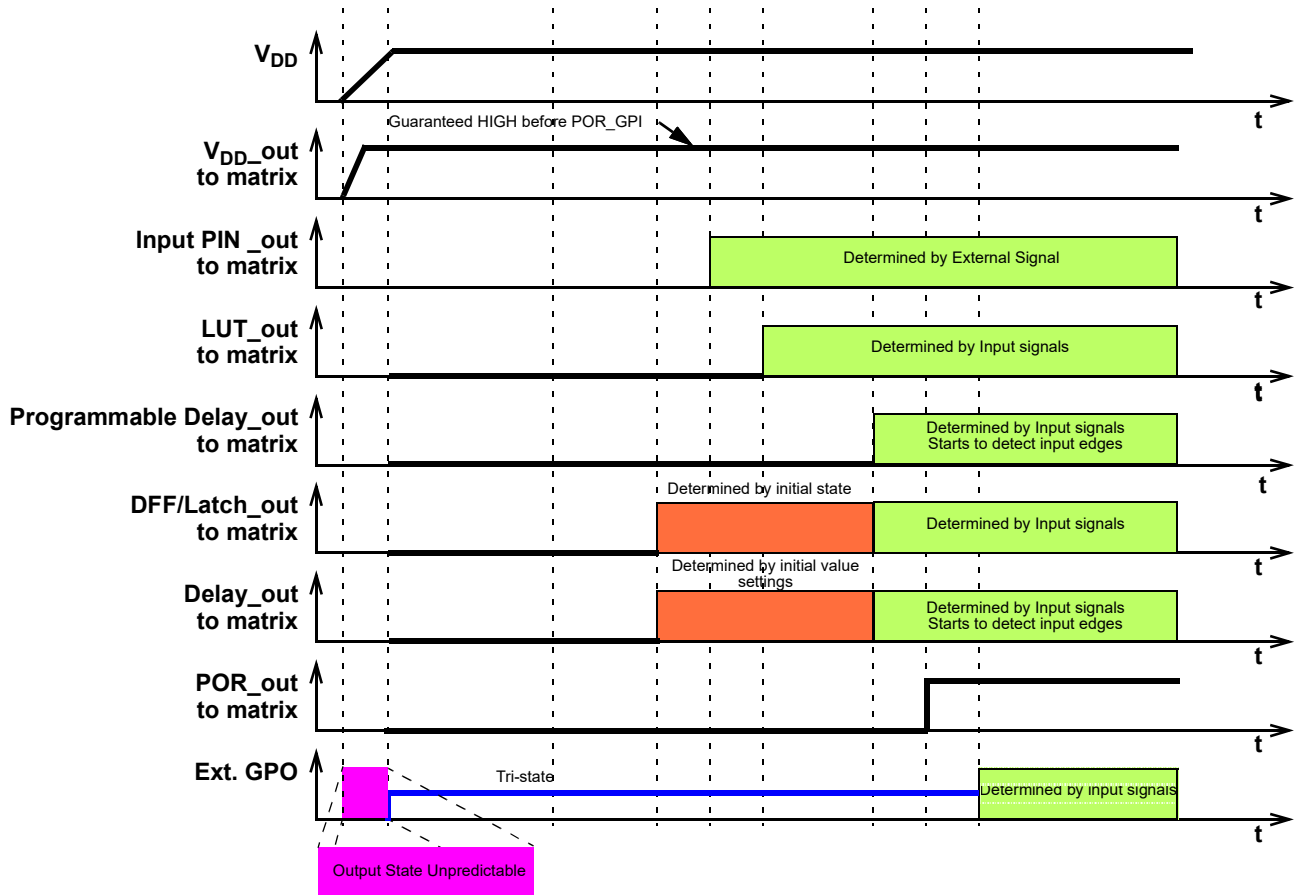 VDD
t
Guaranteed HIGH before POR_GPI
VDD_out
to matrix
t
Input PIN _out
to matrix
Determined by External Signal
t
LUT_out
to matrix
Determined by Input signals
t
Programmable Delay_out
to matrix
Determined by Input signals
Starts to detect input edges
t
DFF/Latch_out
to matrix
Determined by initial state
Determined by Input signals
t
Delay_out
to matrix
Determined by initial value
settings
Determined by Input signals
Starts to detect input edges
t
POR_out
to matrix
t
Ext. GPO
Tri-state
Determined by input signals
t
Output State Unpredictable